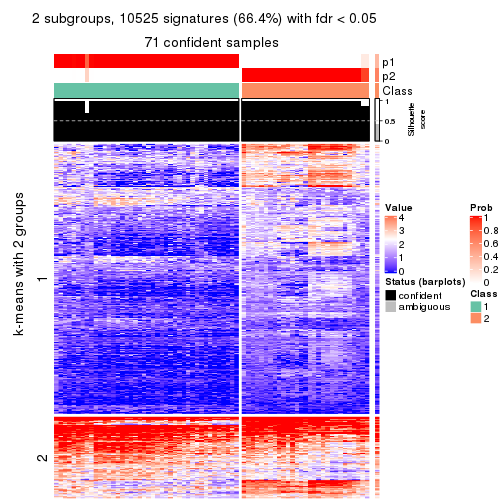 2 subgroups, 10525 signatures (66.4%) with fdr < 0.05
71 confident samples
p1
p2
Class
1
0.5
0
Silhouette
score
k-means with 2 groups
1
2
Value
4
3
2
1
0
Prob
1
0.8
0.6
0.4
0.2
0
Status (barplots)
confident
ambiguous
Class
1
2